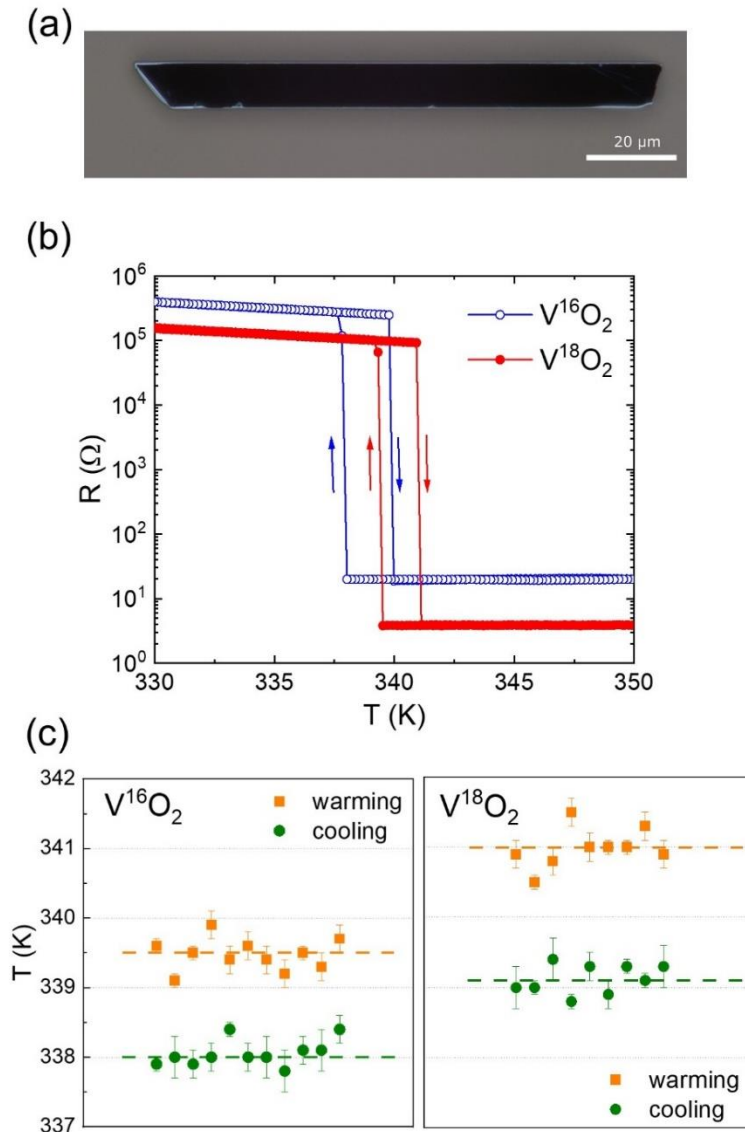 (a)
20 μm
(b)
10⁶
10⁵
10⁴
10³
10²
10¹
10⁰
R (Ω)
V¹⁶O₂
V¹⁸O₂
330 335 340 345 350
T (K)
(c)
342
341
340
339
338
337
T (K)
V¹⁶O₂
warming
cooling
V¹⁸O₂
warming
cooling